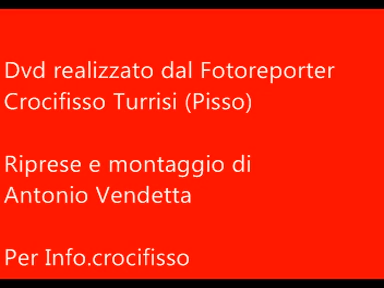 Dvd realizzato dal Fotoreporter
Crocifisso Turrisi (Pisso)
Riprese e montaggio di
Antonio Vendetta
Per Info.crocifisso